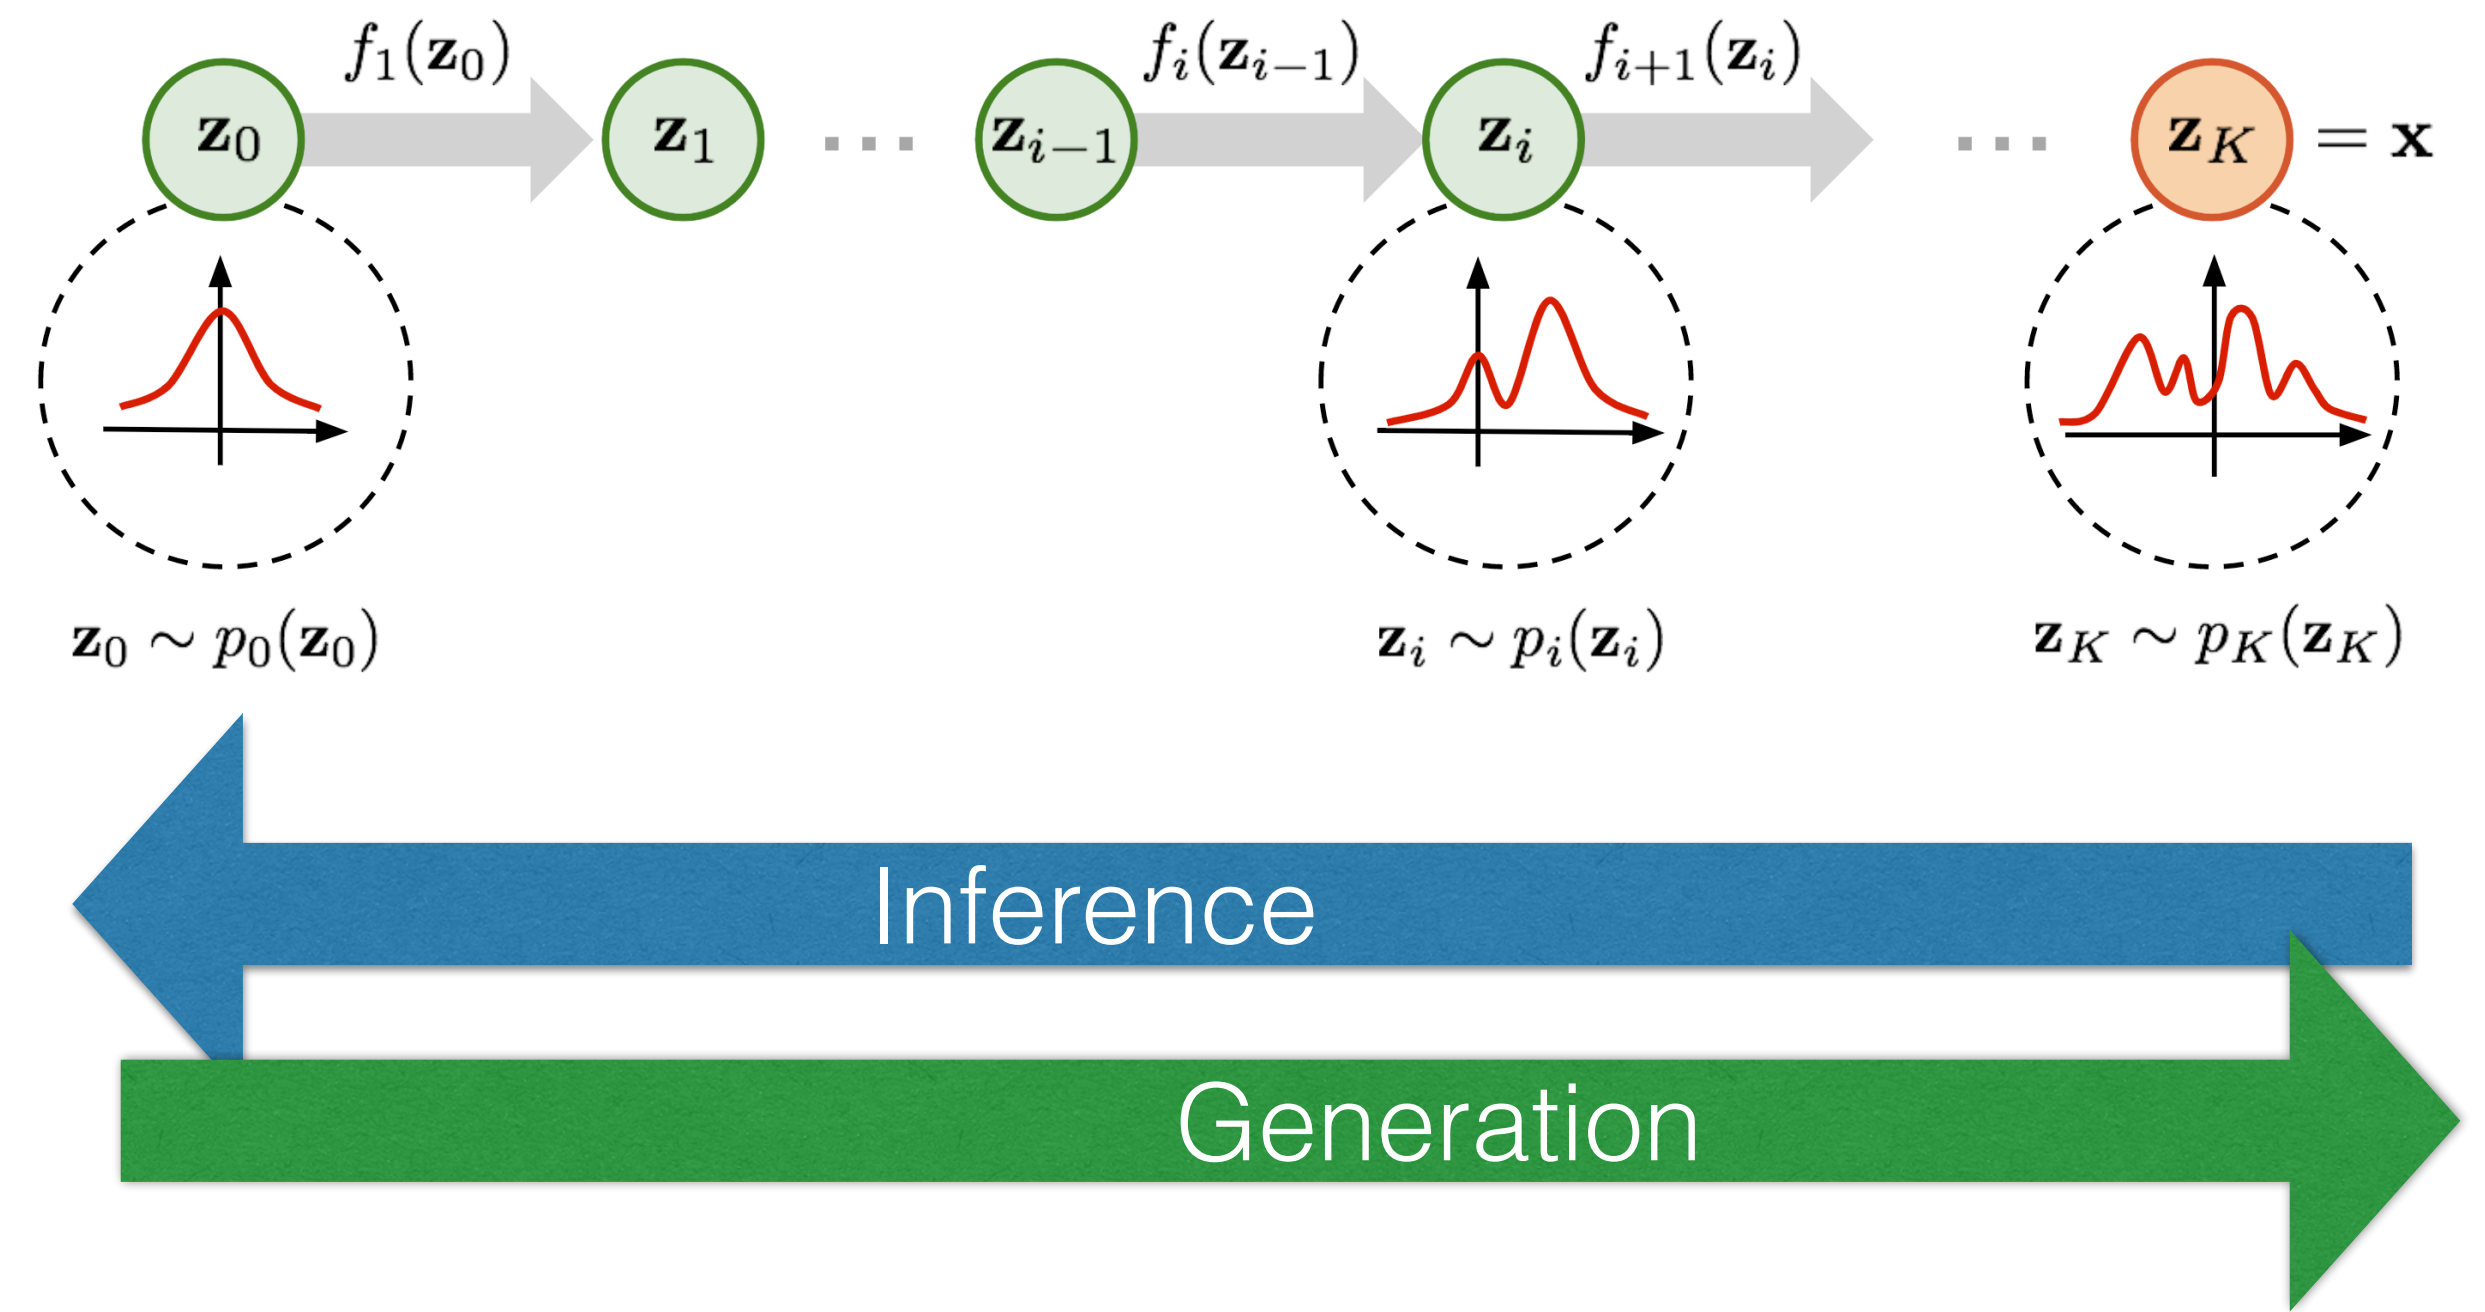 f₁(z₀) fᵢ(zᵢ₋₁) fᵢ₊₁(zᵢ)
z₀ z₁ ... zᵢ₋₁ zᵢ ... z_K = x
z₀ ~ p₀(z₀) zᵢ ~ pᵢ(zᵢ) z_K ~ p_K(z_K)
Inference
Generation